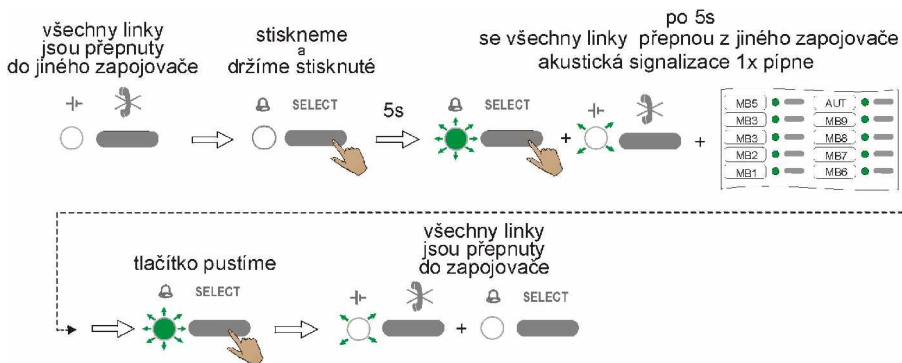 všechny linky
jsou přepnuty
do jiného zapojovače
stiskneme
a
držíme stisknuté
po 5s
se všechny linky přepnou z jiného zapojovače
akustická signalizace 1x pípne
SELECT
5s
SELECT
+
+
MB5 AUT
MB3 MB9
MB3 MB8
MB2 MB7
MB1 MB6
tlačítko pustíme
SELECT
všechny linky
jsou přepnuty
do zapojovače
+
SELECT